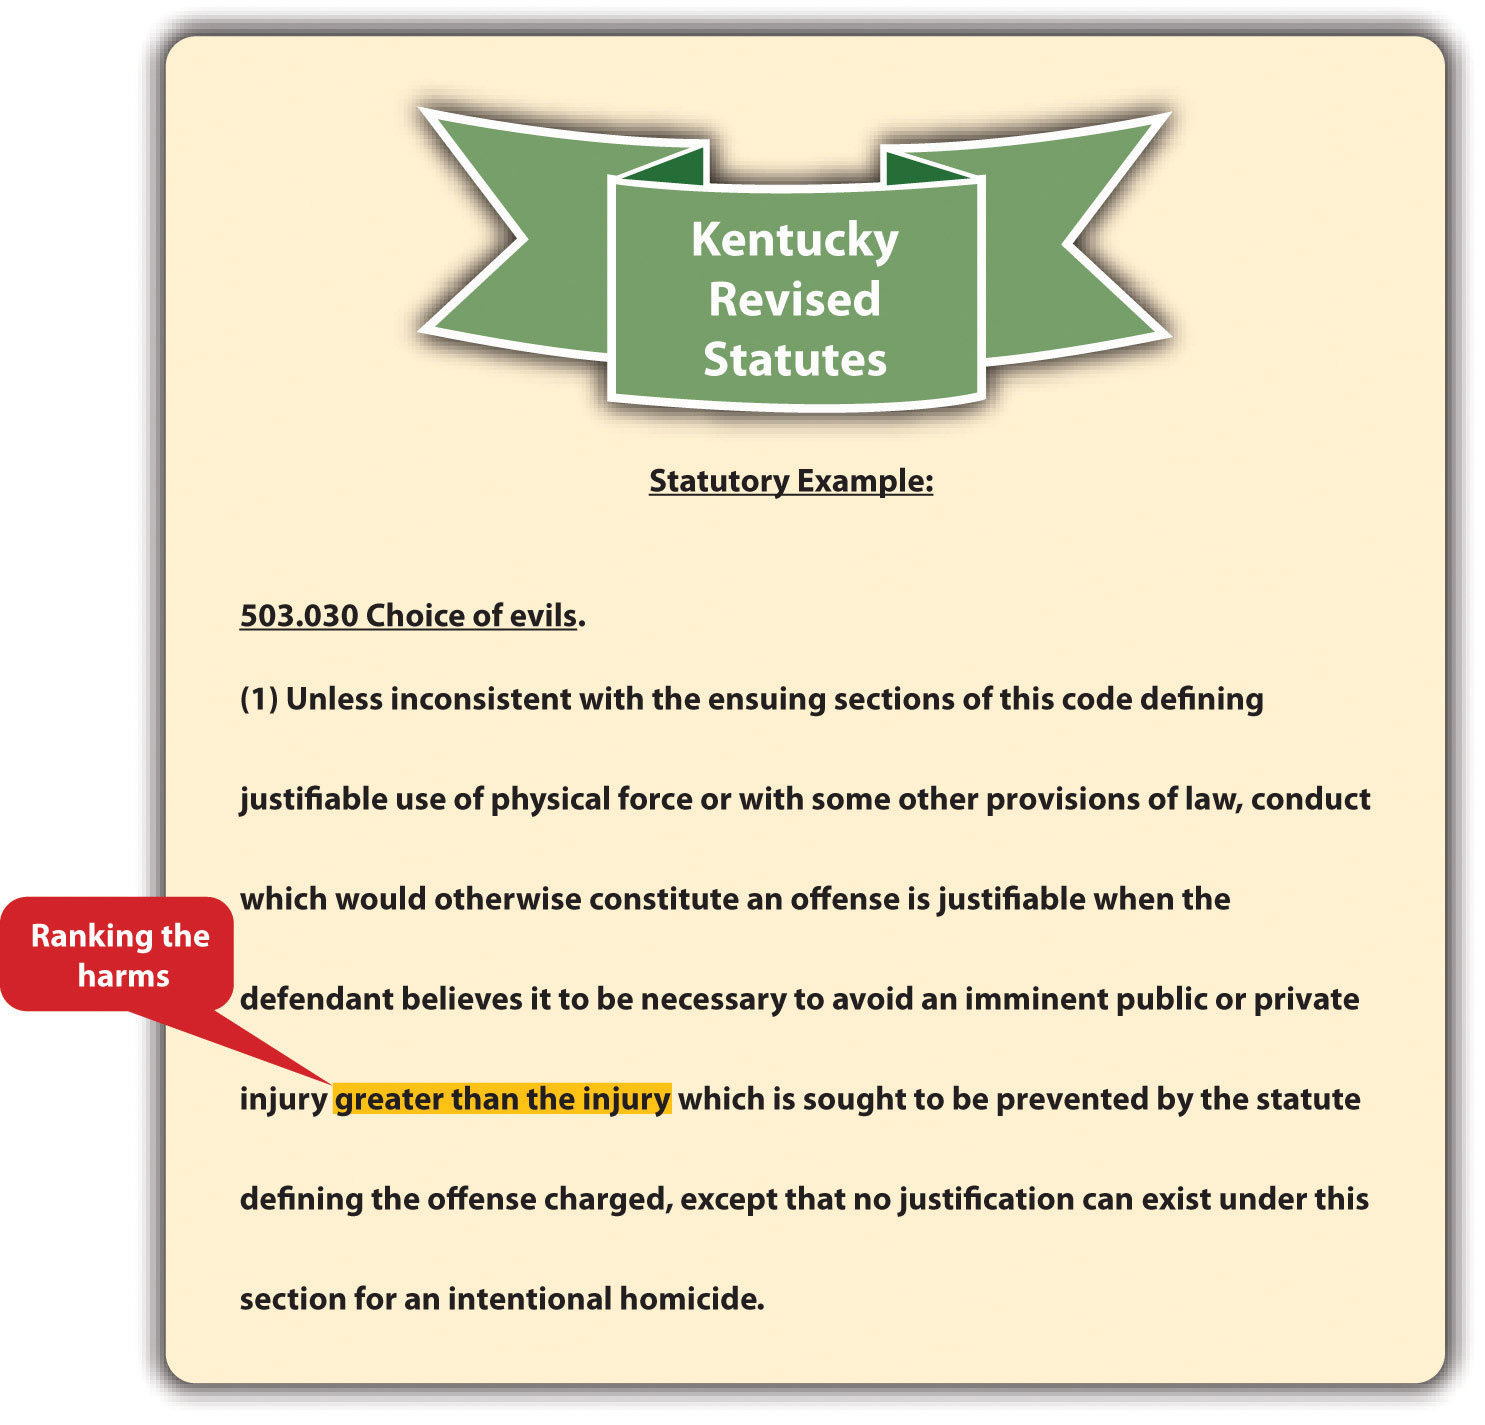 Kentucky
Revised
Statutes
Statutory Example:
503.030 Choice of evils.
(1) Unless inconsistent with the ensuing sections of this code defining
justifiable use of physical force or with some other provisions of law, conduct
which would otherwise constitute an offense is justifiable when the
Ranking the
harms
defendant believes it to be necessary to avoid an imminent public or private
injury greater than the injury which is sought to be prevented by the statute
defining the offense charged, except that no justification can exist under this
section for an intentional homicide.